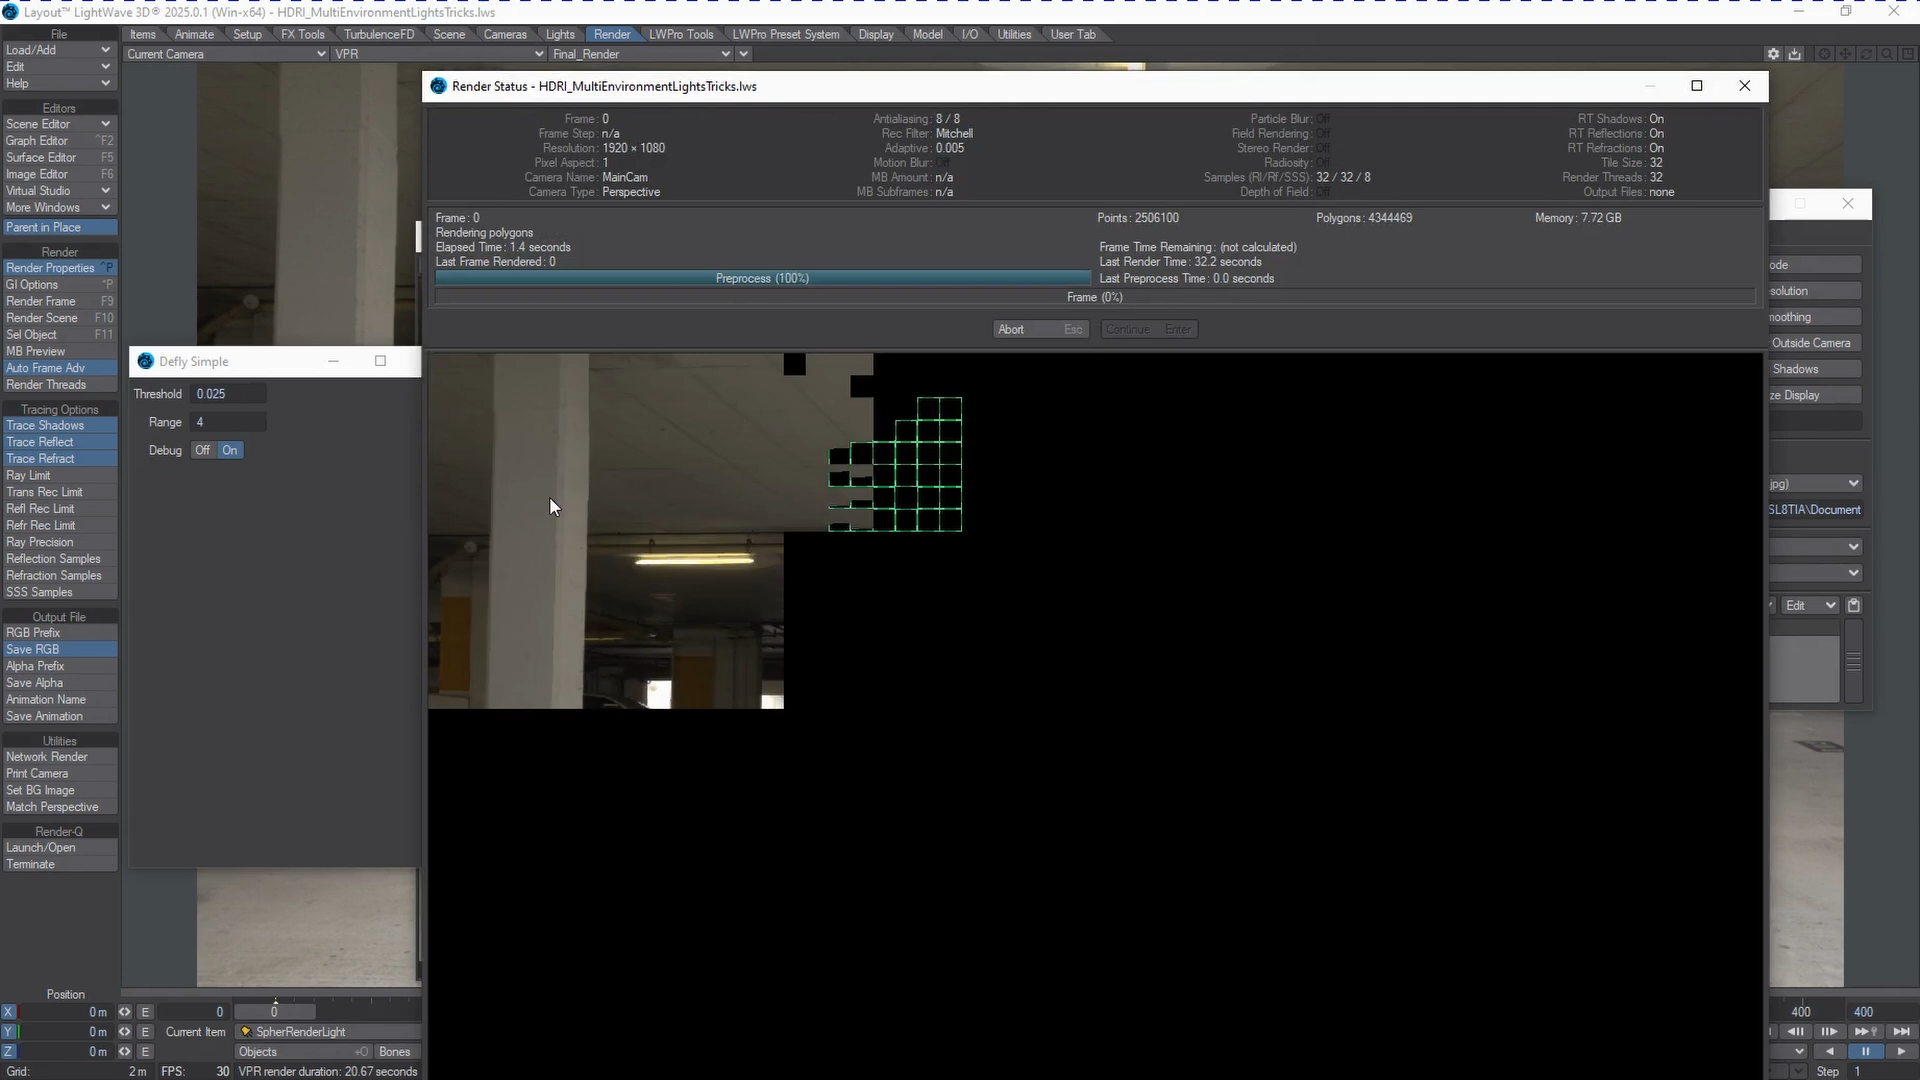 Layout™ LightWave 3D® 2025.0.1 (Win-x64) - HDRI_MultiEnvironmentLightsTricks.lws
File Items Animate Setup FX Tools TurbulenceFD Scene Cameras Lights Render LWPro Tools LWPro Preset System Display Model I/O Utilities User Tab
Load/Add Current Camera VPR Final_Render
Edit
Help
Render Status - HDRI_MultiEnvironmentLightsTricks.lws
Editors
Scene Editor
Graph Editor ^F2
Surface Editor F5
Image Editor F6
Virtual Studio
More Windows
Parent in Place
Render
Render Properties ^P
GI Options *P
Render Frame F9
Render Scene F10
Sel Object F11
MB Preview
Auto Frame Adv
Render Threads
Tracing Options
Trace Shadows
Trace Reflect
Trace Refract
Ray Limit
Trans Rec Limit
Refl Rec Limit
Refr Rec Limit
Ray Precision
Reflection Samples
Refraction Samples
SSS Samples
Output File
RGB Prefix
Save RGB
Alpha Prefix
Save Alpha
Animation Name
Save Animation
Utilities
Network Render
Print Camera
Set BG Image
Match Perspective
Render-Q
Launch/Open
Terminate
Frame: 0 Antialiasing: 8 / 8 Particle Blur: Off RT Shadows: On
Frame Step: n/a Rec Filter: Mitchell Field Rendering: Off RT Reflections: On
Resolution: 1920 × 1080 Adaptive: 0.005 Stereo Render: Off RT Refractions: On
Pixel Aspect: 1 Motion Blur: Off Radiosity: Off Tile Size: 32
Camera Name: MainCam MB Amount: n/a Samples (Rl/Rf/SSS): 32 / 32 / 8 Render Threads: 32
Camera Type: Perspective MB Subframes: n/a Depth of Field: Off Output Files: none
Frame: 0 Points: 2506100 Polygons: 4344469 Memory: 7.72 GB
Rendering polygons
Elapsed Time: 1.4 seconds Frame Time Remaining: (not calculated)
Last Frame Rendered: 0 Last Render Time: 32.2 seconds
Preprocess (100%) Last Preprocess Time: 0.0 seconds
Frame (0%)
Abort Esc Continue Enter
Defly Simple
Threshold 0.025
Range 4
Debug Off On
ode
solution
moothing
Outside Camera
Shadows
ze Display
jpg)
SL8TIA\Document
Edit
Position
X 0 m E 0 0 400 400
Y 0 m E Current Item SpherRenderLight
Z 0 m E Objects +O Bones
Grid: 2 m FPS: 30 VPR render duration: 20.67 seconds Step 1